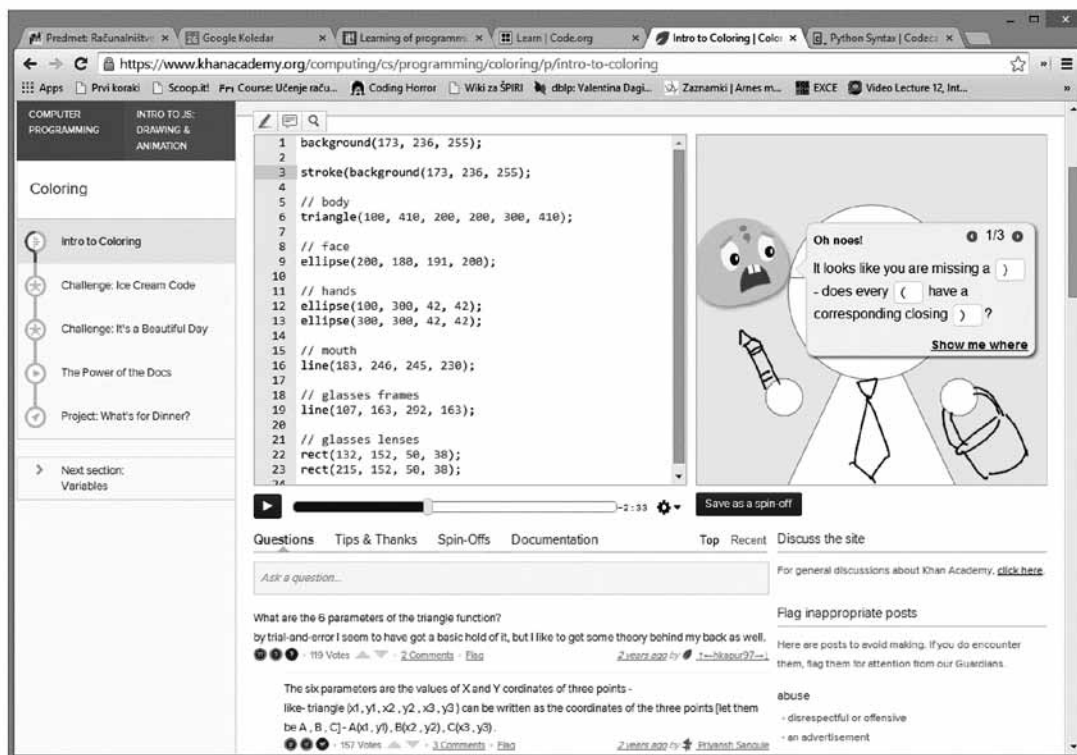 Predmet: Računalništv
Google Koledar
Learning of programmi
Learn | Code.org
Intro to Coloring | Color
Python Syntax | Codeca
https://www.khanacademy.org/computing/cs/programming/coloring/p/intro-to-coloring
Apps Prvi koraki Scoop.it! Course: Učenje raču... Coding Horror Wiki za ŠPIRI dblp: Valentina Dagi... Zaznamki | Arnes m... EXCE Video Lecture 12, Int...
COMPUTER PROGRAMMING
INTRO TO JS: DRAWING & ANIMATION
Coloring
Intro to Coloring
Challenge: Ice Cream Code
Challenge: It's a Beautiful Day
The Power of the Docs
Project: What's for Dinner?
Next section:
Variables
1 background(173, 236, 255);
2
3 stroke(background(173, 236, 255);
4
5 // body
6 triangle(100, 410, 200, 200, 300, 410);
7
8 // face
9 ellipse(200, 180, 191, 200);
10
11 // hands
12 ellipse(100, 300, 42, 42);
13 ellipse(300, 300, 42, 42);
14
15 // mouth
16 line(183, 246, 245, 230);
17
18 // glasses frames
19 line(107, 163, 292, 163);
20
21 // glasses lenses
22 rect(132, 152, 50, 38);
23 rect(215, 152, 50, 38);
24
Oh noes! 1/3
It looks like you are missing a )
- does every ( have a
corresponding closing ) ?
Show me where
-2:33
Save as a spin-off
Questions Tips & Thanks Spin-Offs Documentation Top Recent
Ask a question...
What are the 6 parameters of the triangle function?
by trial-and-error I seem to have got a basic hold of it, but I like to get some theory behind my back as well.
119 Votes 2 Comments Flag 2 years ago by ↑←hkapur97→↓
The six parameters are the values of X and Y cordinates of three points -
like- triangle (x1 , y1 , x2 , y2 , x3 , y3 ) can be written as the coordinates of the three points [let them
be A , B , C]- A(x1 , y1), B(x2 , y2) , C(x3 , y3) .
157 Votes 3 Comments Flag 2 years ago by Priyansh
Discuss the site
For general discussions about Khan Academy, click here.
Flag inappropriate posts
Here are posts to avoid making. If you do encounter
them, flag them for attention from our Guardians.
abuse
- disrespectful or offensive
- an advertisement